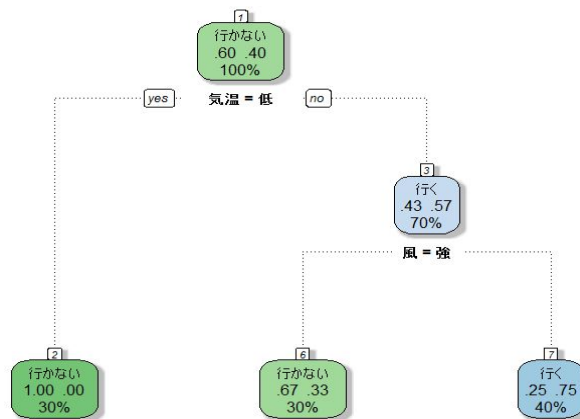 1
行かない
.60 .40
100%
yes 気温 = 低 no
3
行く
.43 .57
70%
風 = 強
2
行かない
1.00 .00
30%
6
行かない
.67 .33
30%
7
行く
.25 .75
40%